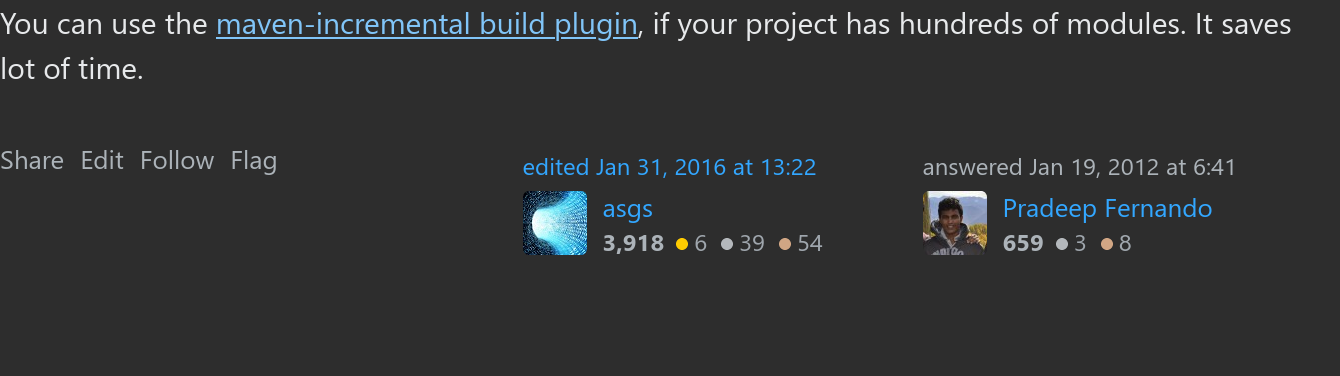 You can use the maven-incremental build plugin, if your project has hundreds of modules. It saves
lot of time.
Share Edit Follow Flag
edited Jan 31, 2016 at 13:22
asgs
3,918 6 39 54
answered Jan 19, 2012 at 6:41
Pradeep Fernando
659 3 8